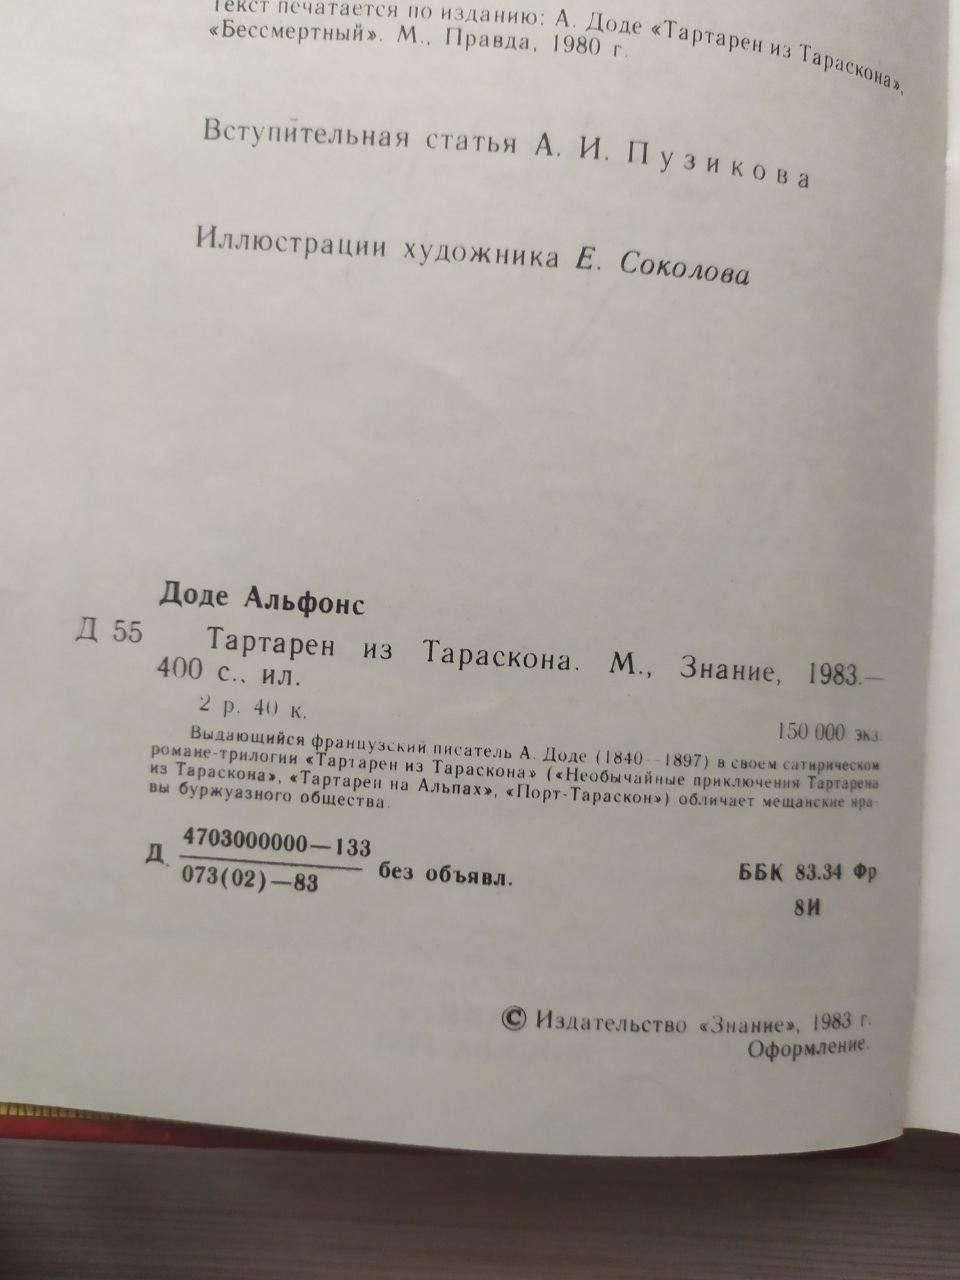 Текст печатается по изданию: А. Доде «Тартарен из Тараскона»,
«Бессмертный». М., Правда, 1980 г.
Вступительная статья А. И. Пузикова
Иллюстрации художника Е. Соколова
Доде Альфонс
Д 55 Тартарен из Тараскона. М., Знание, 1983.—
400 с., ил.
2 р. 40 к.
150 000 экз.
Выдающийся французский писатель А. Доде (1840—1897) в своем сатирическом
романе-трилогии «Тартарен из Тараскона» («Необычайные приключения Тартарена
из Тараскона», «Тартарен на Альпах», «Порт-Тараскон») обличает мещанские нра-
вы буржуазного общества.
Д 4703000000—133
073(02)—83 без объявл.
ББК 83.34 Фр
8И
© Издательство «Знание», 1983 г.
Оформление.